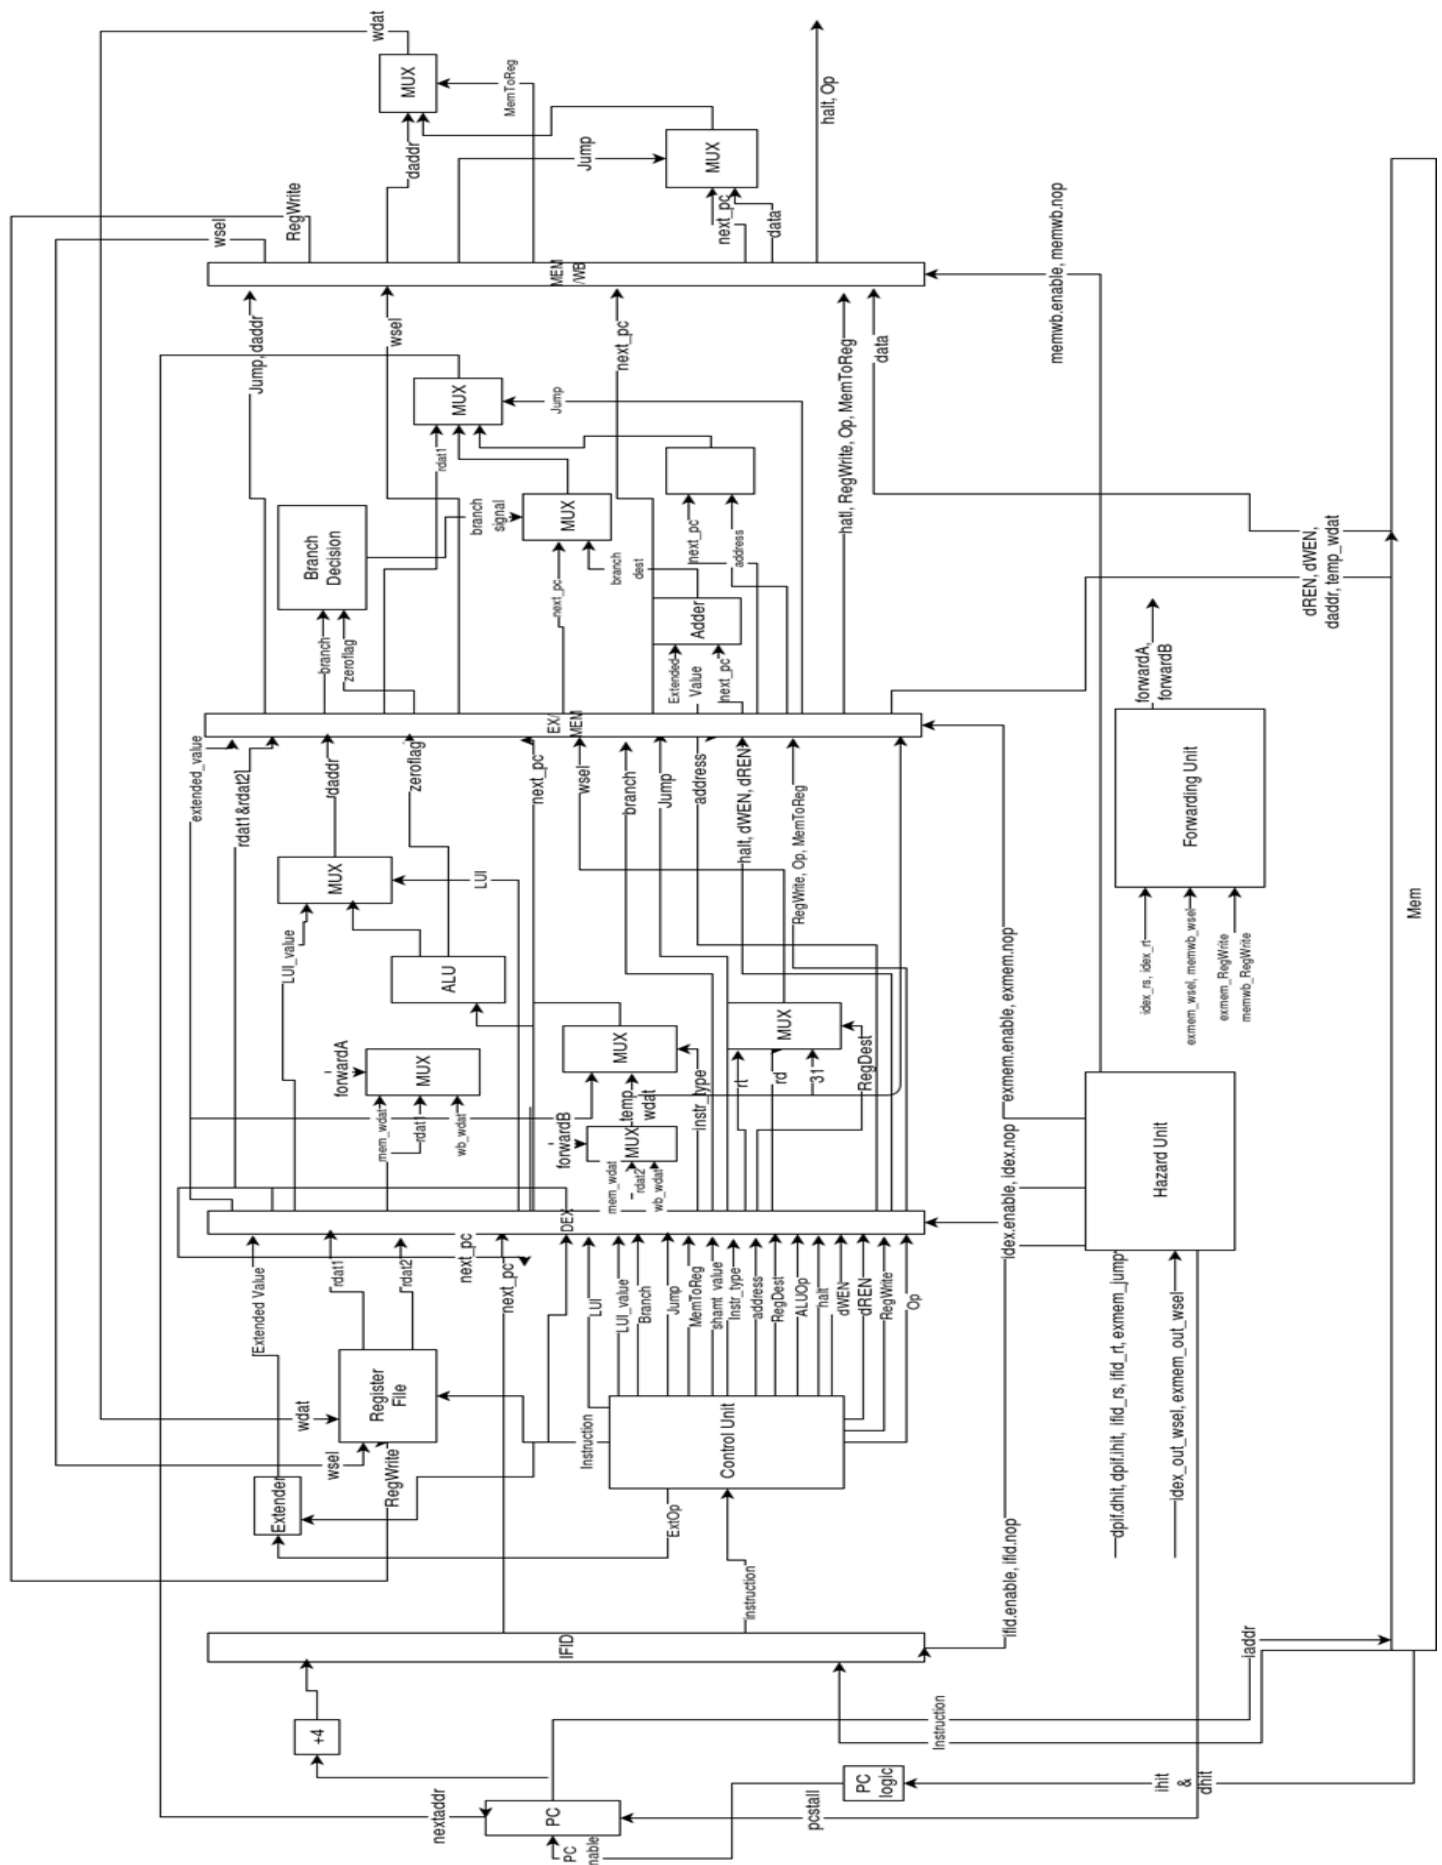 nextaddr
PC
PC
nable
+4
pcstall
PC
logic
ihit
&
dhit
Instruction
iaddr
IFID
ifid.enable, ifid.nop
instruction
next_pc
wsel
wdat
RegWrite
Extender
Register
File
ExtOp
Control Unit
Instruction
Extended Value
rdat1
rdat2
next_pc
LUI
LUI_value
Branch
Jump
MemToReg
shamt_value
Instr_type
address
RegDest
ALUOp
halt
dWEN
dREN
RegWrite
Op
DEX
idex.enable, idex.nop
mem_wdat
rdat1
wb_wdat
forwardA
MUX
forwardB
mem_wdat
rdat2
wb_wdat
MUX
temp
wdat
MUX
instr_type
rt
rd
31
MUX
RegDest
ALU
LUI_value
LUI
MUX
extended_value
rdat1&rdat2
daddr
zeroflag
next_pc
wsel
branch
Jump
address
halt, dWEN, dREN
RegWrite, Op, MemToReg
EX/
MEM
exmem.enable, exmem.nop
branch
zeroflag
Branch
Decision
branch
signal
next_pc
branch
dest
MUX
Extended
Value
next_pc
Adder
next_pc
address
rdat1
MUX
Jump
Jump, daddr
wsel
next_pc
hatl, RegWrite, Op, MemToReg
data
dREN, dWEN,
daddr, temp_wdat
MEM
/WB
memwb.enable, memwb.nop
wsel
RegWrite
daddr
Jump
next_pc
data
MUX
MemToReg
MUX
wdat
halt, Op
dpif.dhit, dpif.ihit, ifid_rs, ifid_rt, exmem_jump
idex_out_wsel, exmem_out_wsel
Hazard Unit
idex_rs, idex_rt
exmem_wsel, memwb_wsel
exmem_RegWrite
memwb_RegWrite
Forwarding Unit
forwardA,
forwardB
Mem